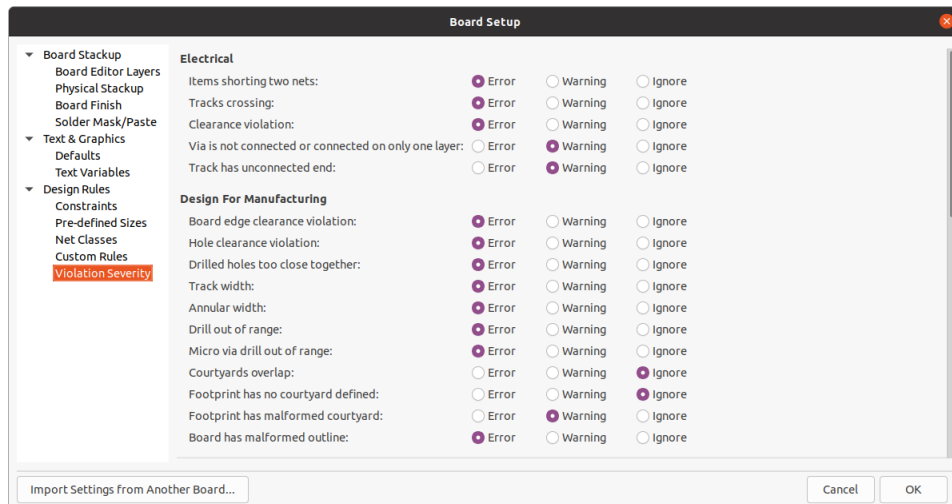 Board Setup
Board Stackup
Board Editor Layers
Physical Stackup
Board Finish
Solder Mask/Paste
Text & Graphics
Defaults
Text Variables
Design Rules
Constraints
Pre-defined Sizes
Net Classes
Custom Rules
Violation Severity
Electrical
Items shorting two nets: Error Warning Ignore
Tracks crossing: Error Warning Ignore
Clearance violation: Error Warning Ignore
Via is not connected or connected on only one layer: Error Warning Ignore
Track has unconnected end: Error Warning Ignore
Design For Manufacturing
Board edge clearance violation: Error Warning Ignore
Hole clearance violation: Error Warning Ignore
Drilled holes too close together: Error Warning Ignore
Track width: Error Warning Ignore
Annular width: Error Warning Ignore
Drill out of range: Error Warning Ignore
Micro via drill out of range: Error Warning Ignore
Courtyards overlap: Error Warning Ignore
Footprint has no courtyard defined: Error Warning Ignore
Footprint has malformed courtyard: Error Warning Ignore
Board has malformed outline: Error Warning Ignore
Import Settings from Another Board... Cancel OK